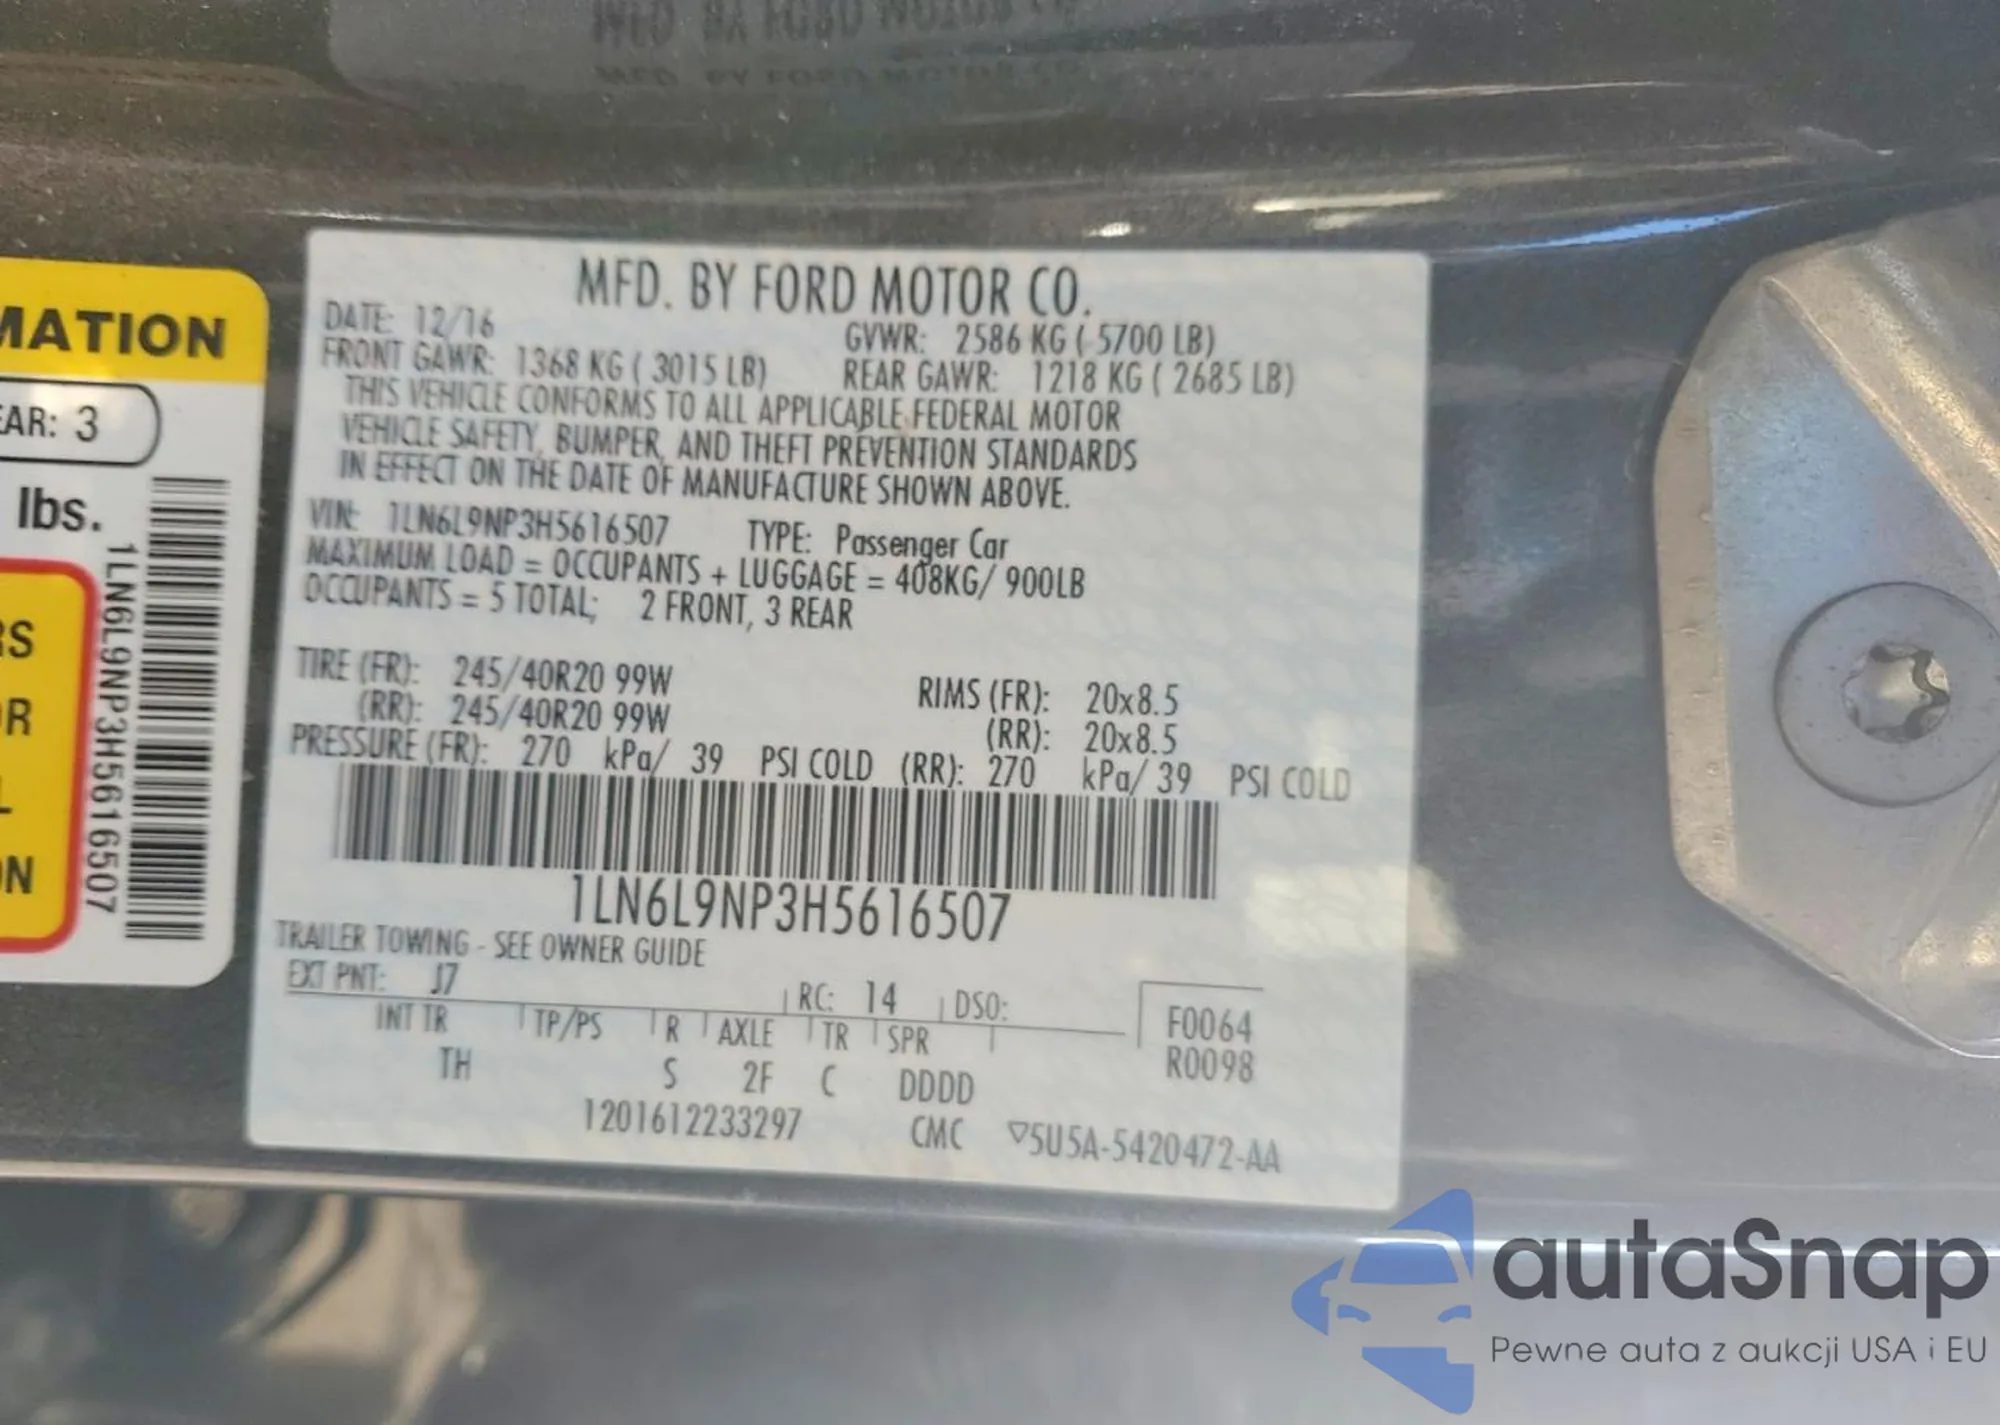 MFD. BY FORD MOTOR CO.
DATE: 12/16 GVWR: 2586 KG ( 5700 LB)
FRONT GAWR: 1368 KG ( 3015 LB) REAR GAWR: 1218 KG ( 2685 LB)
THIS VEHICLE CONFORMS TO ALL APPLICABLE FEDERAL MOTOR
VEHICLE SAFETY, BUMPER, AND THEFT PREVENTION STANDARDS
IN EFFECT ON THE DATE OF MANUFACTURE SHOWN ABOVE.
VIN: 1LN6L9NP3H5616507 TYPE: Passenger Car
MAXIMUM LOAD = OCCUPANTS + LUGGAGE = 408KG/ 900LB
OCCUPANTS = 5 TOTAL; 2 FRONT, 3 REAR
TIRE (FR): 245/40R20 99W RIMS (FR): 20x8.5
(RR): 245/40R20 99W (RR): 20x8.5
PRESSURE (FR): 270 kPa/ 39 PSI COLD (RR): 270 kPa/ 39 PSI COLD
1LN6L9NP3H5616507
TRAILER TOWING - SEE OWNER GUIDE
EXT PNT: J7 RC: 14 DSO: F0064
INT TR TP/PS R AXLE TR SPR R0098
TH S 2F C DDDD
1201612233297 CMC ▽5U5A-5420472-AA
MATION
EAR: 3
lbs.
1LN6L9NP3H5616507
RS
OR
L
ON
autaSnap
Pewne auta z aukcji USA i EU